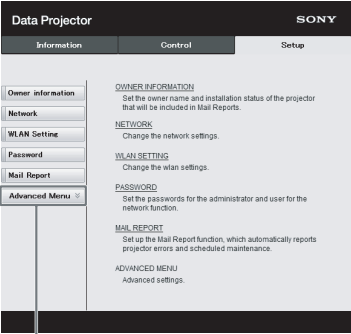 Data Projector
SONY
Information
Control
Setup
Owner information
Network
WLAN Setting
Password
Mail Report
Advanced Menu
OWNER INFORMATION
Set the owner name and installation status of the projector
that will be included in Mail Reports.
NETWORK
Change the network settings.
WLAN SETTING
Change the wlan settings.
PASSWORD
Set the passwords for the administrator and user for the
network function.
MAIL REPORT
Set up the Mail Report function, which automatically reports
projector errors and scheduled maintenance.
ADVANCED MENU
Advanced settings.